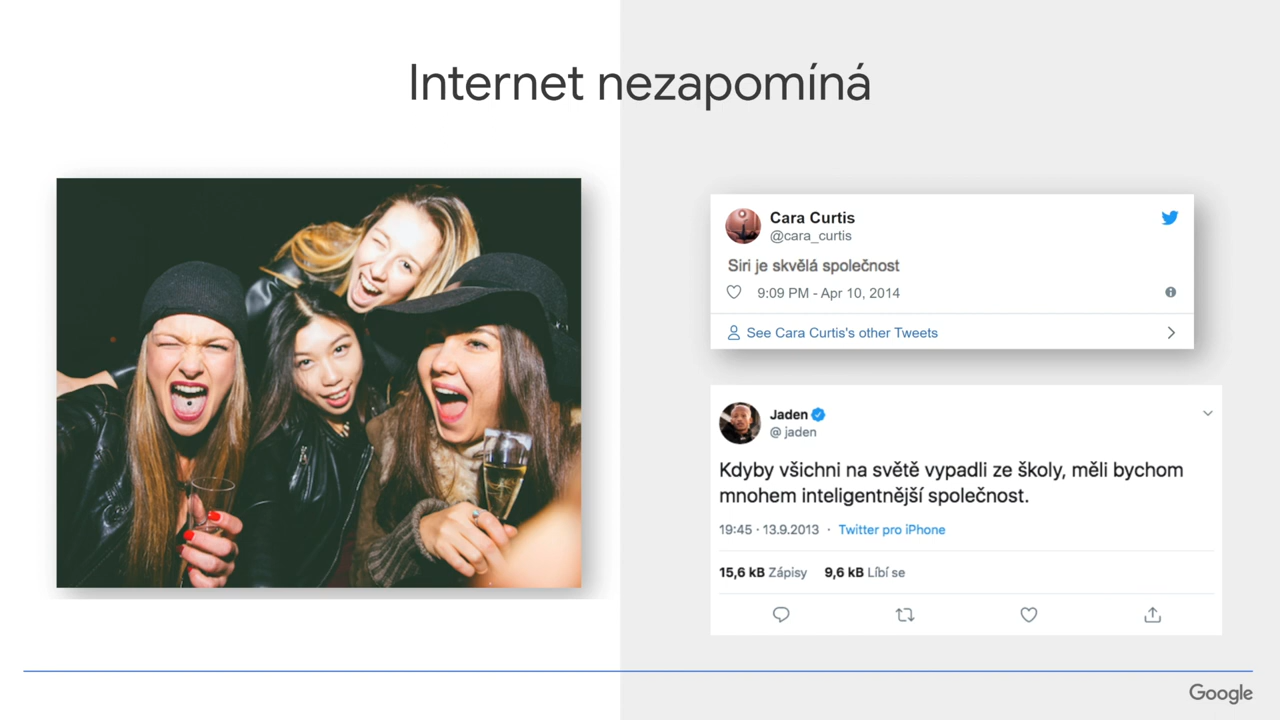 Internet nezapomíná
Cara Curtis
@cara_curtis
Siri je skvělá společnost
9:09 PM - Apr 10, 2014
See Cara Curtis's other Tweets
Jaden
@ jaden
Kdyby všichni na světě vypadli ze školy, měli bychom
mnohem inteligentnější společnost.
19:45 · 13.9.2013 · Twitter pro iPhone
15,6 kB Zápisy 9,6 kB Líbí se
Google